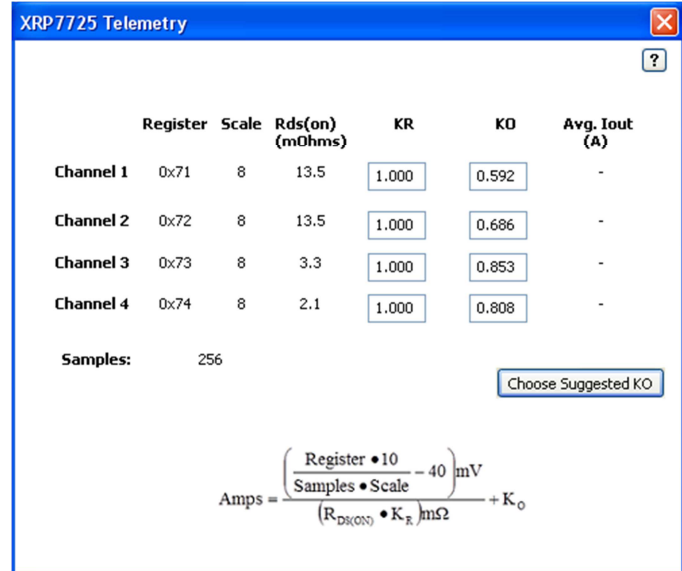 XRP7725 Telemetry
?
Register Scale Rds(on) (mOhms) KR KO Avg. Iout (A)
Channel 1 0x71 8 13.5 1.000 0.592 -
Channel 2 0x72 8 13.5 1.000 0.686 -
Channel 3 0x73 8 3.3 1.000 0.853 -
Channel 4 0x74 8 2.1 1.000 0.808 -
Samples: 256
Choose Suggested KO
Amps = ((Register • 10 / Samples • Scale) − 40) mV / (R_DS(ON) • K_R) mΩ + K_O